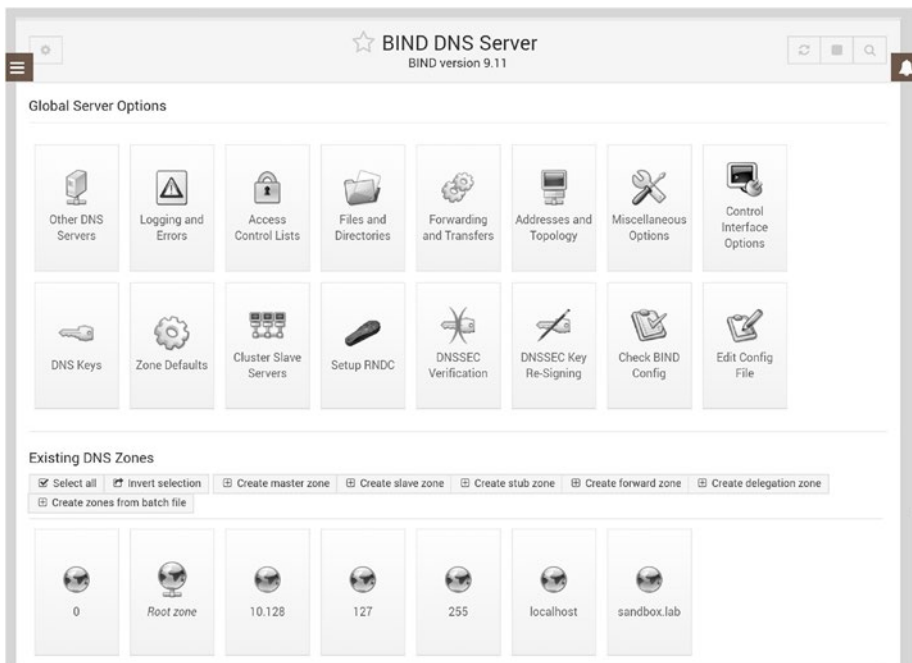 BIND DNS Server
BIND version 9.11
Global Server Options
Other DNS Servers
Logging and Errors
Access Control Lists
Files and Directories
Forwarding and Transfers
Addresses and Topology
Miscellaneous Options
Control Interface Options
DNS Keys
Zone Defaults
Cluster Slave Servers
Setup RNDC
DNSSEC Verification
DNSSEC Key Re-Signing
Check BIND Config
Edit Config File
Existing DNS Zones
Select all Invert selection Create master zone Create slave zone Create stub zone Create forward zone Create delegation zone
Create zones from batch file
0
Root zone
10.128
127
255
localhost
sandbox.lab